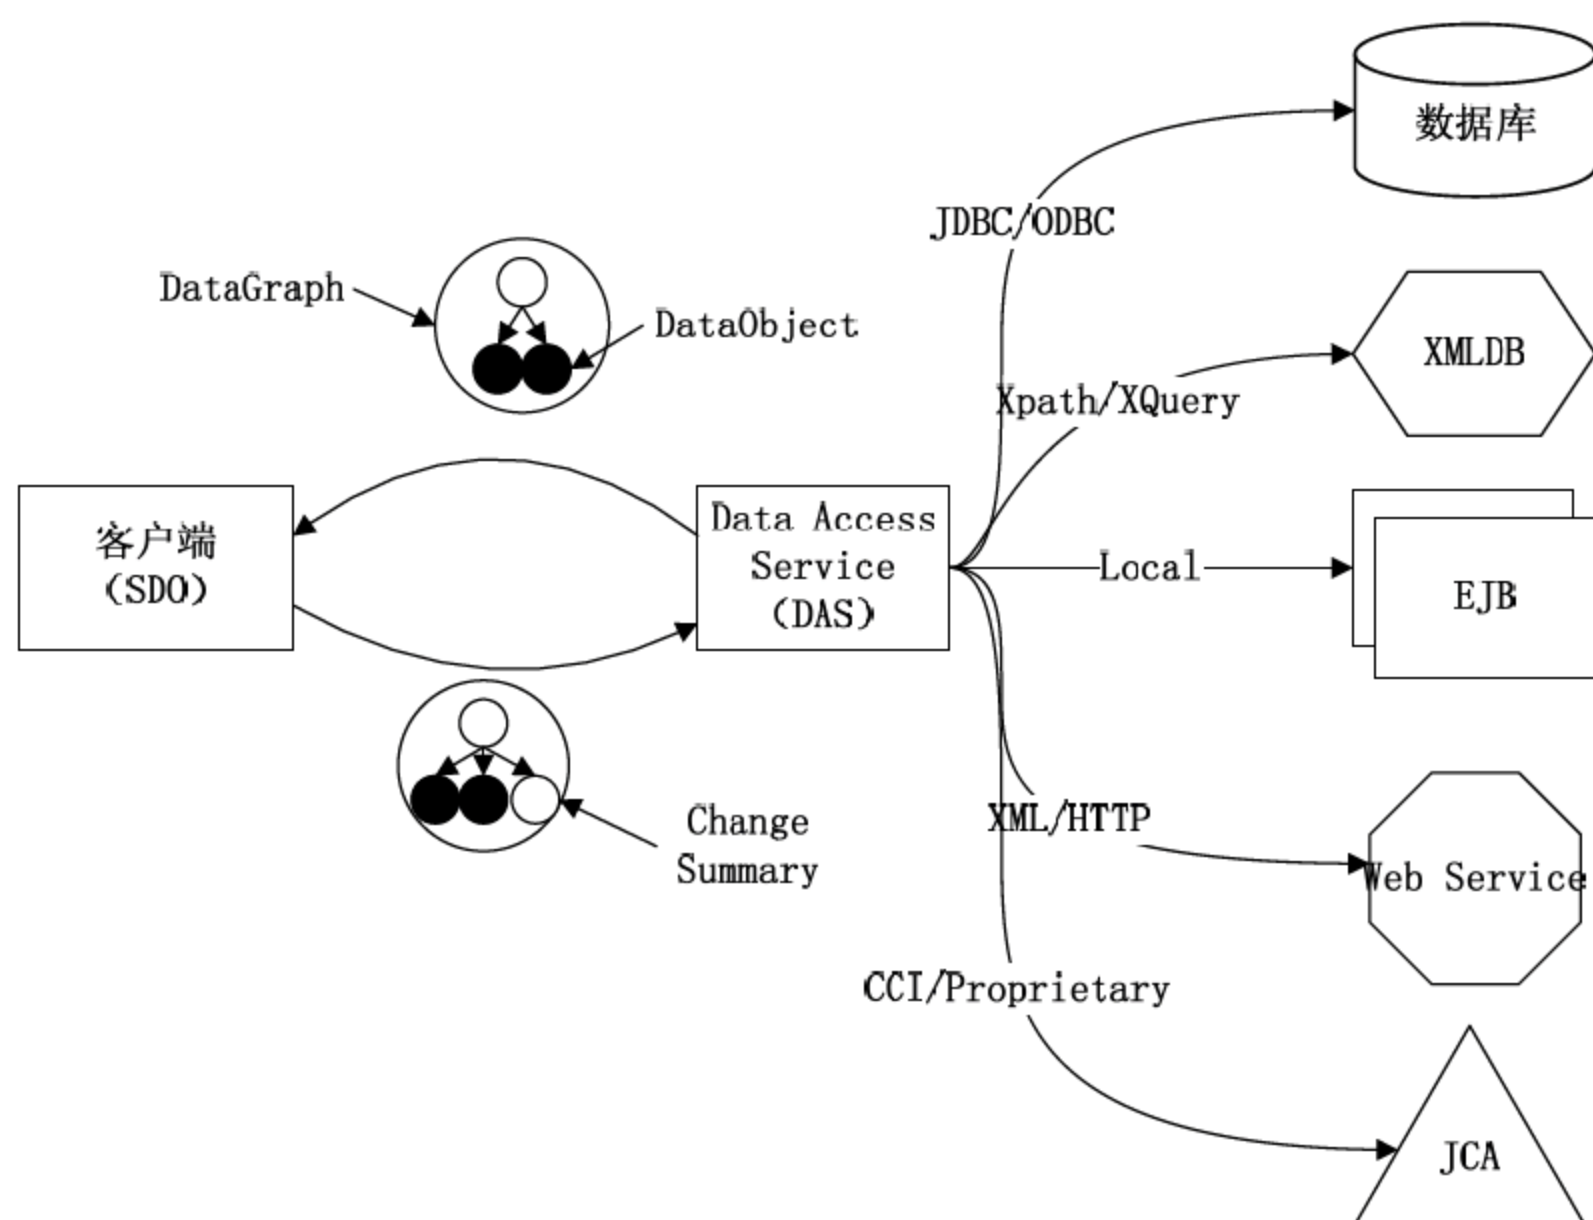 数据库
JDBC/ODBC
DataGraph
DataObject
XMLDB
Xpath/XQuery
客户端
(SDO)
Data Access
Service
(DAS)
Local
EJB
Change
Summary
XML/HTTP
Web Service
CCI/Proprietary
JCA